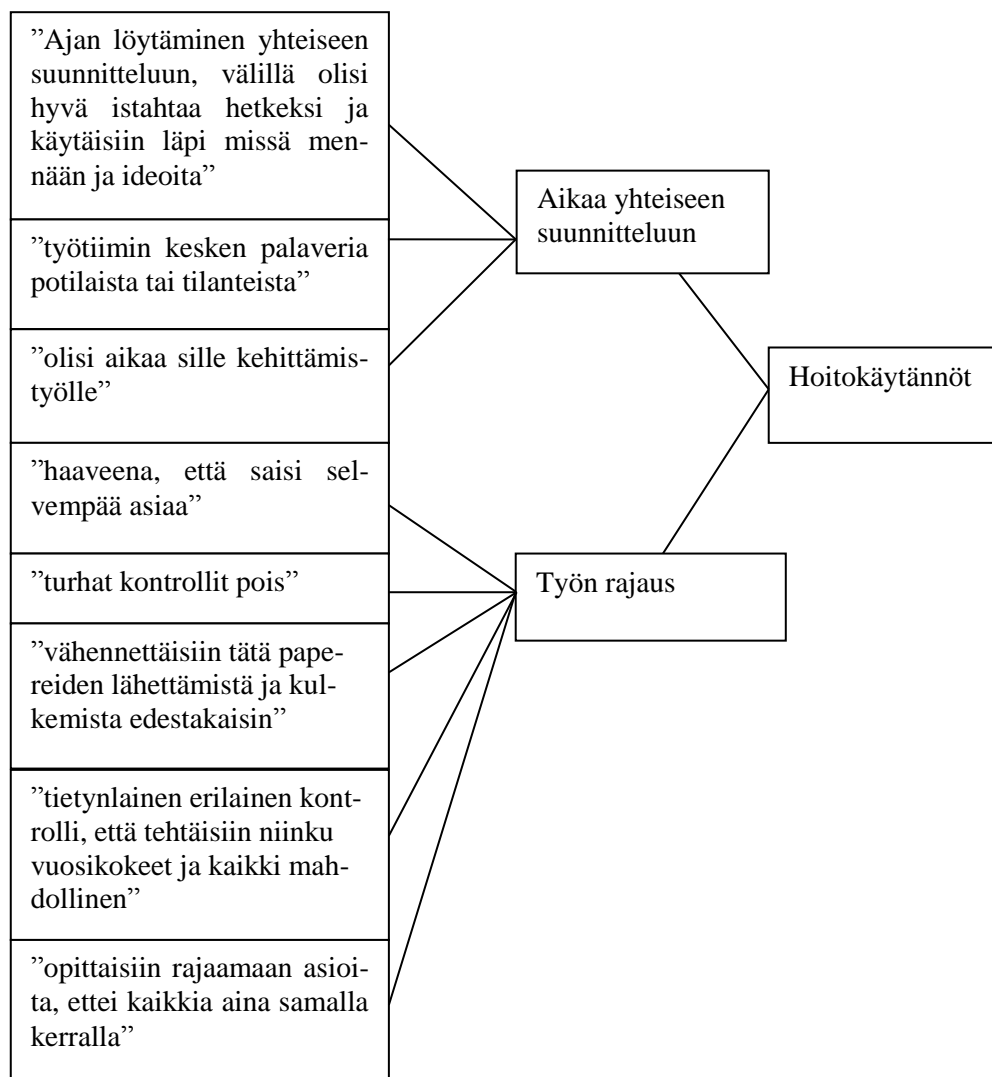 ”Ajan löytäminen yhteiseen
suunnitteluun, välillä olisi
hyvä istahtaa hetkeksi ja
käytäisiin läpi missä men-
nään ja ideoita”
”työtiimin kesken palaveria
potilaista tai tilanteista”
”olisi aikaa sille kehittämis-
työlle”
”haaveena, että saisi sel-
vempää asiaa”
”turhat kontrollit pois”
”vähennettäisiin tätä pape-
reiden lähettämistä ja kul-
kemista edestakaisin”
”tietynlainen erilainen kont-
rolli, että tehtäisiin niinku
vuosikokeet ja kaikki mah-
dollinen”
”opittaisiin rajaamaan asioi-
ta, ettei kaikkia aina samalla
kerralla”
Aikaa yhteiseen
suunnitteluun
Työn rajaus
Hoitokäytännöt